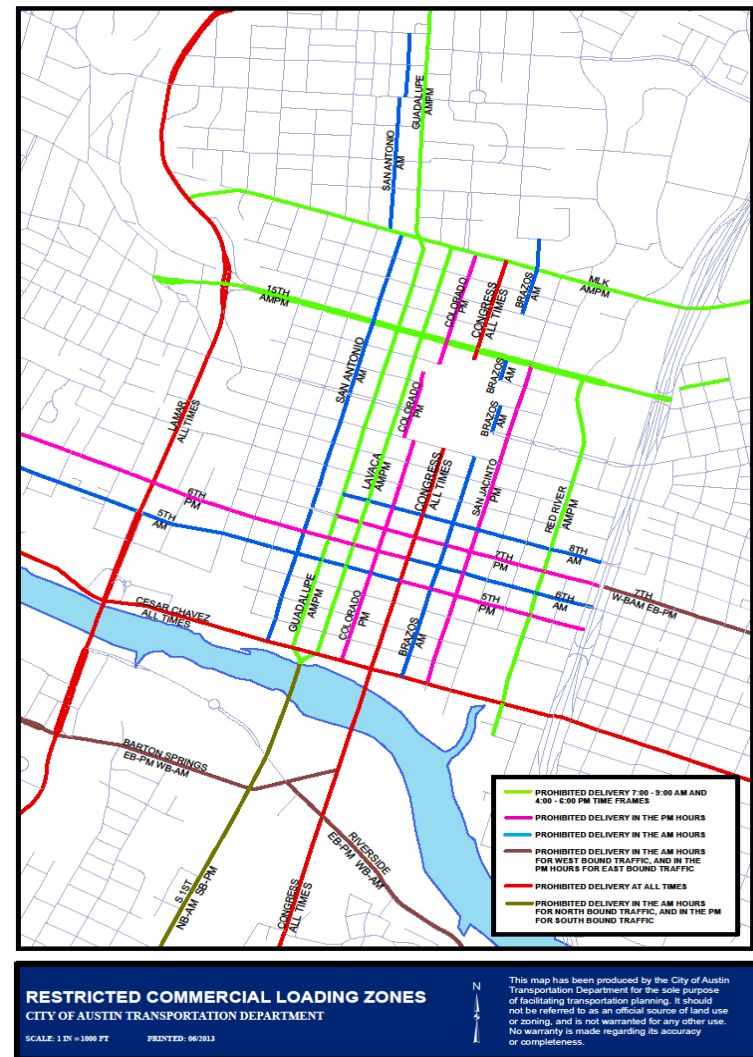 GUADALUPE
AMPM
SAN ANTONIO
AM
MLK
AMPM
COLORADO
PM
CONGRESS
ALL TIMES
BRAZOS
AM
15TH
AMPM
SAN ANTONIO
AM
BRAZOS
AM
COLORADO
PM
BRAZOS
AM
LAMAR
ALL TIMES
LAVACA
AMPM
CONGRESS
ALL TIMES
SAN JACINTO
PM
RED RIVER
AMPM
6TH
PM
5TH
AM
8TH
AM
7TH
PM
7TH
W-BAM EB-PM
6TH
AM
5TH
PM
CESAR CHAVEZ
ALL TIMES
GUADALUPE
AMPM
COLORADO
PM
BRAZOS
AM
BARTON SPRINGS
EB-PM WB-AM
RIVERSIDE
EB-PM WB-AM
S 1ST
NB-AM SB-PM
CONGRESS
ALL TIMES
PROHIBITED DELIVERY 7:00 - 9:00 AM AND
4:00 - 6:00 PM TIME FRAMES
PROHIBITED DELIVERY IN THE PM HOURS
PROHIBITED DELIVERY IN THE AM HOURS
PROHIBITED DELIVERY IN THE AM HOURS
FOR WEST BOUND TRAFFIC, AND IN THE
PM HOURS FOR EAST BOUND TRAFFIC
PROHIBITED DELIVERY AT ALL TIMES
PROHIBITED DELIVERY IN THE AM HOURS
FOR NORTH BOUND TRAFFIC, AND IN THE PM
FOR SOUTH BOUND TRAFFIC
RESTRICTED COMMERCIAL LOADING ZONES
CITY OF AUSTIN TRANSPORTATION DEPARTMENT
SCALE: 1 IN = 1000 FT PRINTED: 06/2013
N
This map has been produced by the City of Austin
Transportation Department for the sole purpose
of facilitating transportation planning. It should
not be referred to as an official source of land use
or zoning, and is not warranted for any other use.
No warranty is made regarding its accuracy
or completeness.